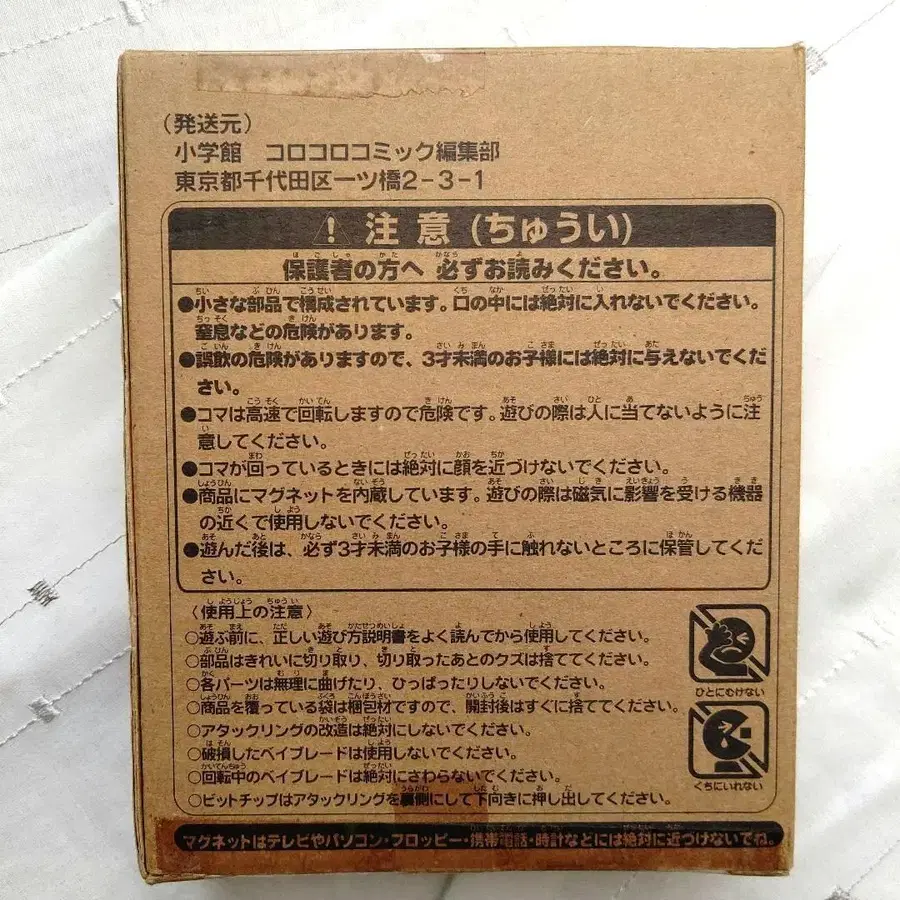 (発送元)
小学館 コロコロコミック編集部
東京都千代田区一ツ橋2-3-1
! 注意(ちゅうい)
保護者の方へ 必ずお読みください。
●小さな部品で構成されています。口の中には絶対に入れないでください。
窒息などの危険があります。
●誤飲の危険がありますので、3才未満のお子様には絶対に与えないでくだ
さい。
●コマは高速で回転しますので危険です。遊びの際は人に当てないように注
意してください。
●コマが回っているときには絶対に顔を近づけないでください。
●商品にマグネットを内蔵しています。遊びの際は磁気に影響を受ける機器
の近くで使用しないでください。
●遊んだ後は、必ず3才未満のお子様の手に触れないところに保管してくだ
さい。
〈使用上の注意〉
○遊ぶ前に、正しい遊び方説明書をよく読んでから使用してください。
○部品はきれいに切り取り、切り取ったあとのクズは捨ててください。
○各パーツは無理に曲げたり、ひっぱったりしないでください。
○商品を覆っている袋は梱包材ですので、開封後はすぐに捨ててください。
○アタックリングの改造は絶対にしないでください。
○破損したベイブレードは使用しないでください。
○回転中のベイブレードは絶対にさわらないでください。
○ビットチップはアタックリングを裏側にして下向きに押し出してください。
ひとにむけない
くちにいれない
マグネットはテレビやパソコン・フロッピー・携帯電話・時計などには絶対に近づけないでね。